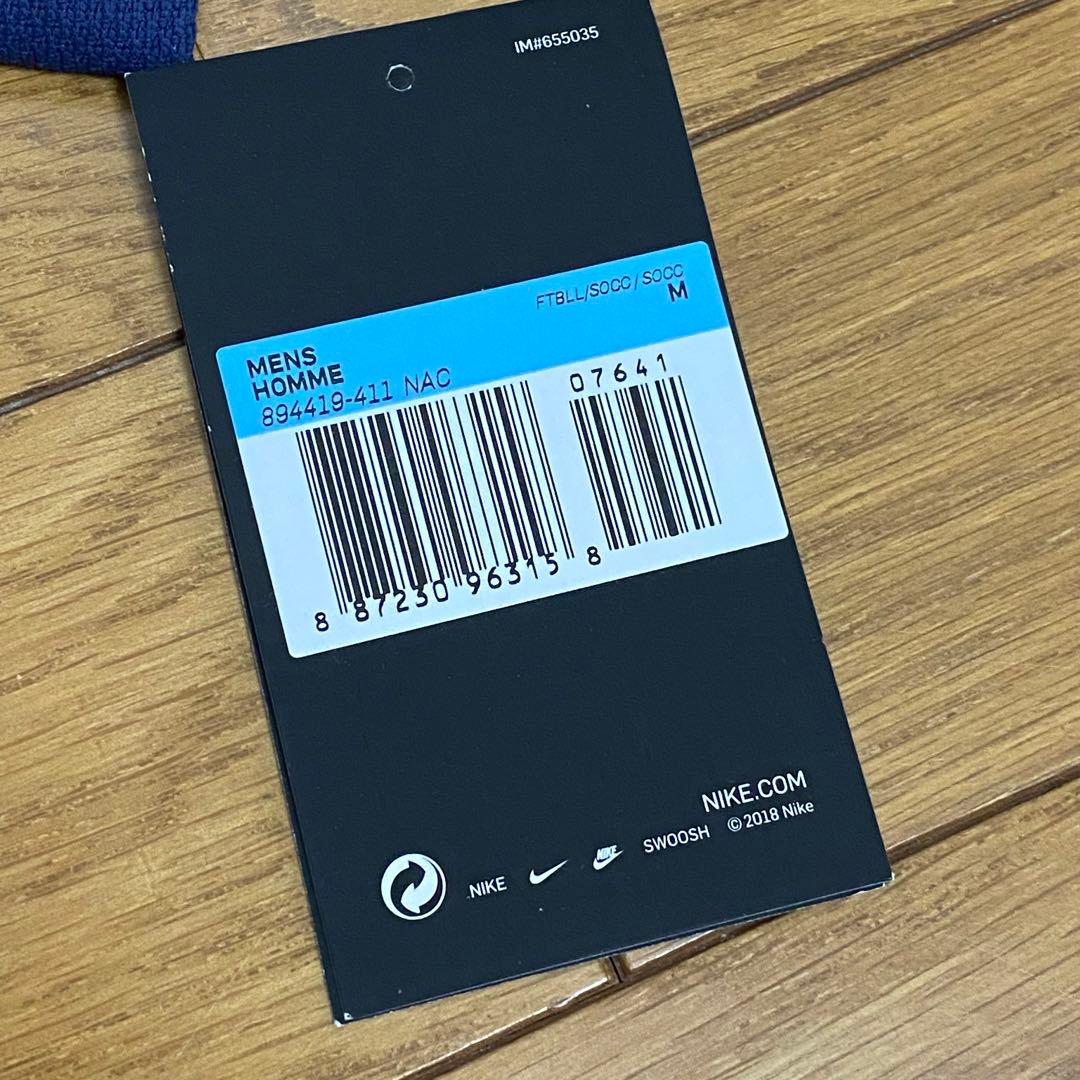 IM#655035
FTBLL/SOCC/SOCC
M
MENS
HOMME
894419-411 NAC
07641
8 87230 96315 8
NIKE.COM
NIKE NIKE SWOOSH ©2018 Nike